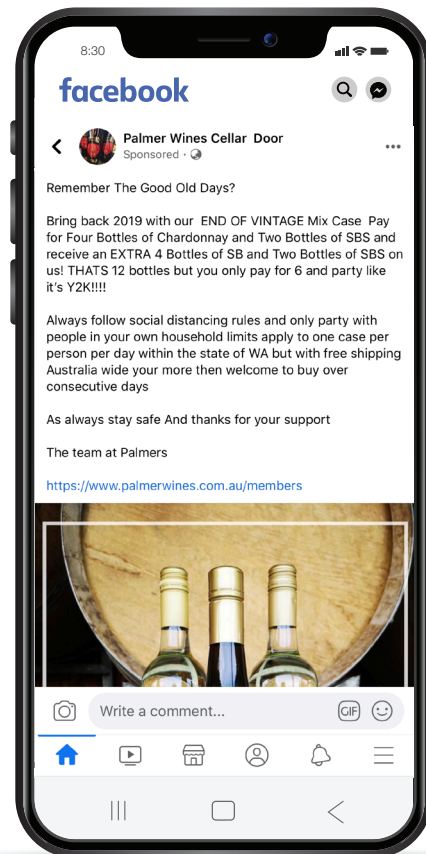 8:30
facebook
Palmer Wines Cellar Door
Sponsored ·
Remember The Good Old Days?
Bring back 2019 with our END OF VINTAGE Mix Case Pay
for Four Bottles of Chardonnay and Two Bottles of SBS and
receive an EXTRA 4 Bottles of SB and Two Bottles of SBS on
us! THATS 12 bottles but you only pay for 6 and party like
it's Y2K!!!!
Always follow social distancing rules and only party with
people in your own household limits apply to one case per
person per day within the state of WA but with free shipping
Australia wide your more then welcome to buy over
consecutive days
As always stay safe And thanks for your support
The team at Palmers
https://www.palmerwines.com.au/members
Write a comment...
GIF